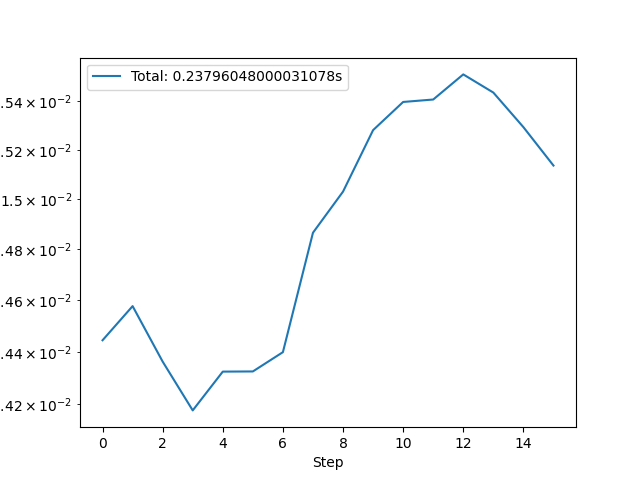 Total: 0.23796048000031078s
.54 × 10⁻²
.52 × 10⁻²
1.5 × 10⁻²
.48 × 10⁻²
.46 × 10⁻²
.44 × 10⁻²
.42 × 10⁻²
0 2 4 6 8 10 12 14
Step